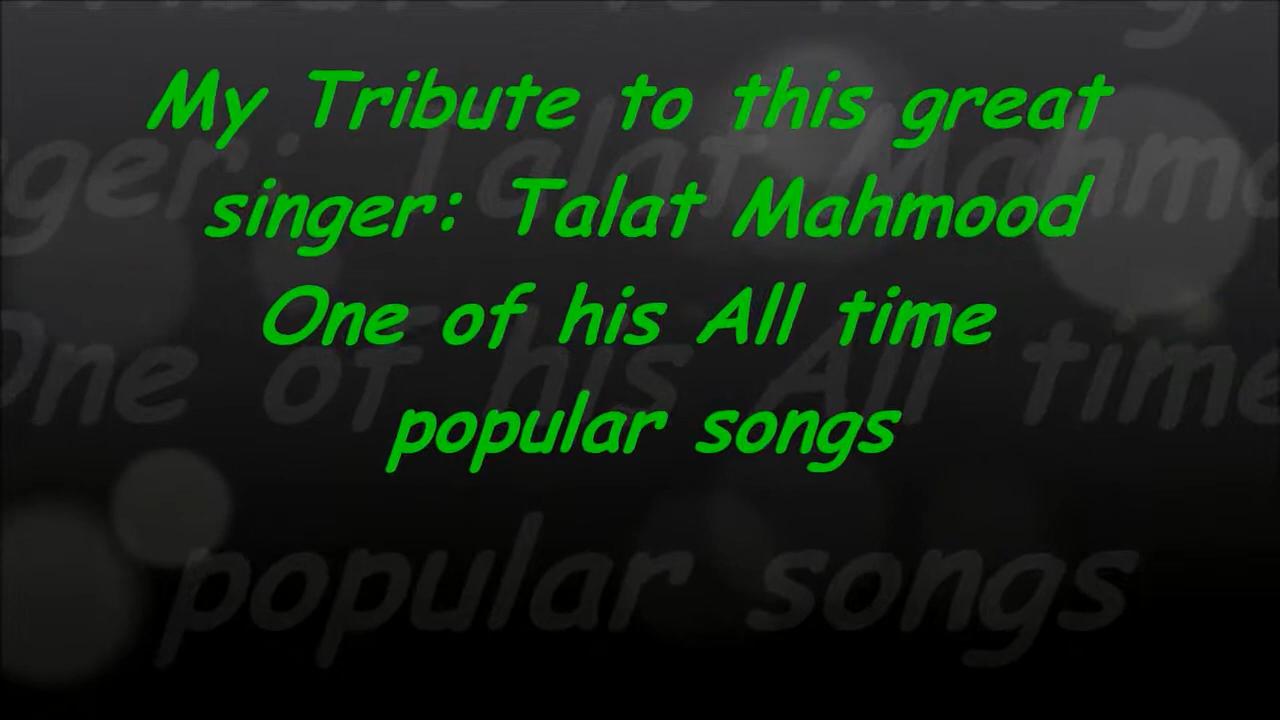 My Tribute to this great
singer: Talat Mahmood
One of his All time
popular songs